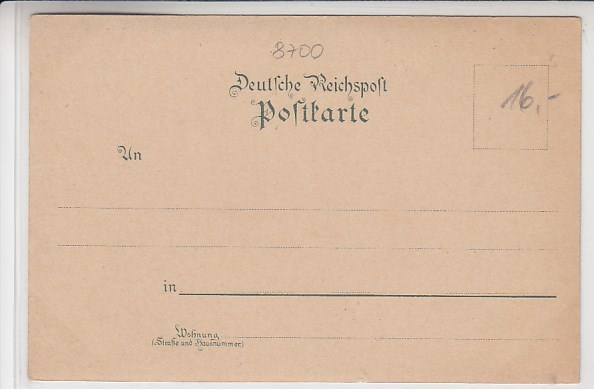 8700
Deutsche Reichspost
Postkarte
16,-
An
in
Wohnung
(Straße und Hausnummer)